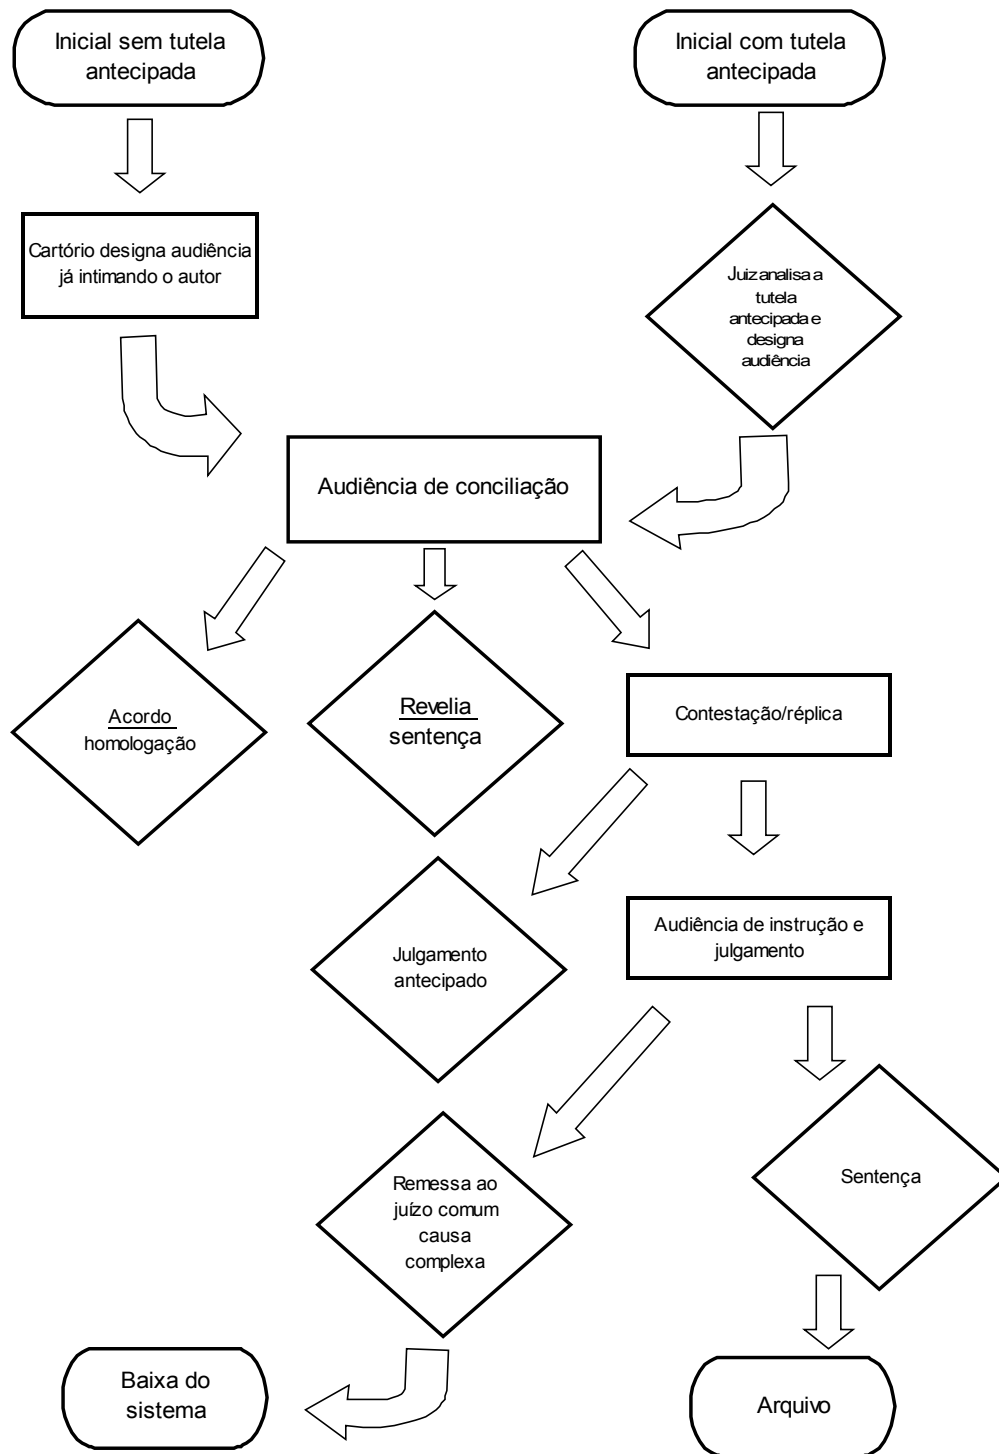 Inicial sem tutela
antecipada
Inicial com tutela
antecipada
Cartório designa audiência
já intimando o autor
Juiz analisa a
tutela
antecipada e
designa
audiência
Audiência de conciliação
Acordo
homologação
Revelia
sentença
Contestação/réplica
Julgamento
antecipado
Audiência de instrução e
julgamento
Remessa ao
juízo comum
causa
complexa
Sentença
Baixa do
sistema
Arquivo